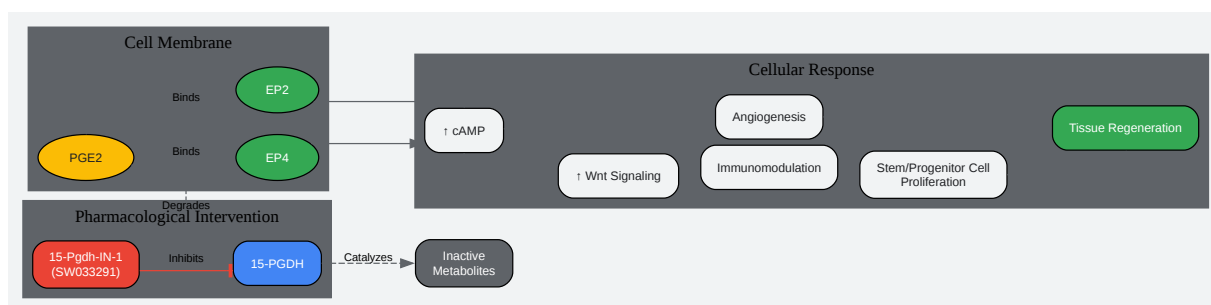 Cell Membrane
Binds
EP2
PGE2
Binds
EP4
Degrades
Pharmacological Intervention
15-Pgdh-IN-1
(SW033291)
Inhibits
15-PGDH
Catalyzes
Inactive
Metabolites
Cellular Response
↑ cAMP
↑ Wnt Signaling
Angiogenesis
Immunomodulation
Stem/Progenitor Cell
Proliferation
Tissue Regeneration